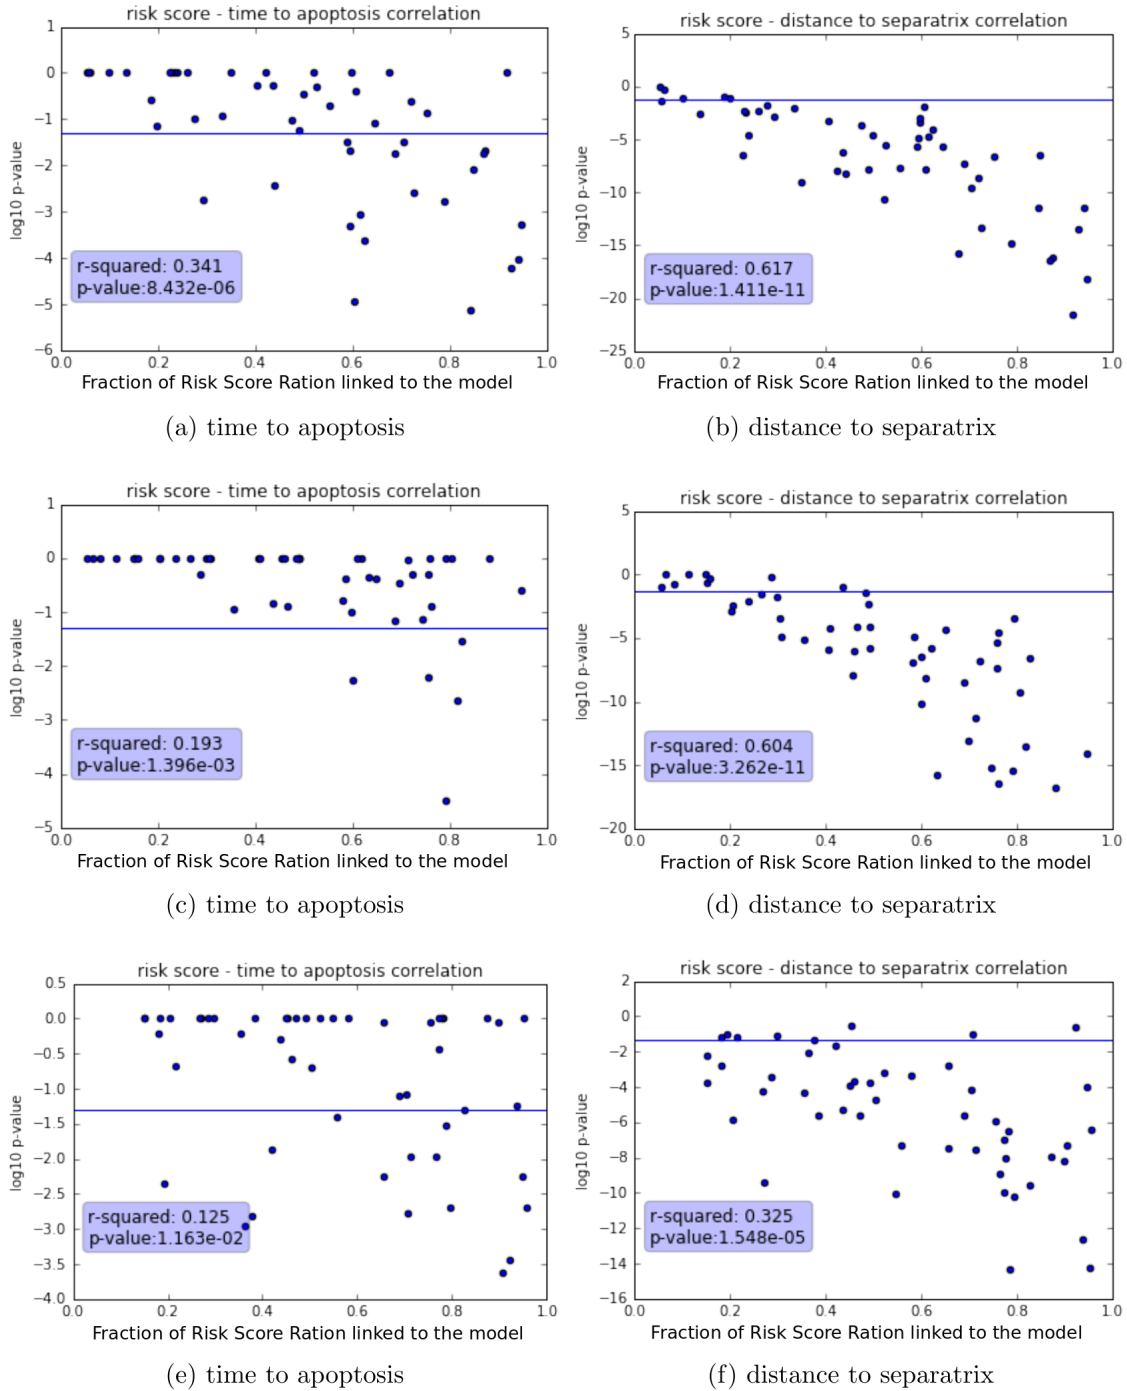 risk score - time to apoptosis correlation
1
0
−1
−2
−3
−4
−5
−6
log10 p-value
r-squared: 0.341
p-value:8.432e-06
0.0 0.2 0.4 0.6 0.8 1.0
Fraction of Risk Score Ration linked to the model
(a) time to apoptosis
risk score - distance to separatrix correlation
5
0
−5
−10
−15
−20
−25
log10 p-value
r-squared: 0.617
p-value:1.411e-11
0.0 0.2 0.4 0.6 0.8 1.0
Fraction of Risk Score Ration linked to the model
(b) distance to separatrix
risk score - time to apoptosis correlation
1
0
−1
−2
−3
−4
−5
log10 p-value
r-squared: 0.193
p-value:1.396e-03
0.0 0.2 0.4 0.6 0.8 1.0
Fraction of Risk Score Ration linked to the model
(c) time to apoptosis
risk score - distance to separatrix correlation
5
0
−5
−10
−15
−20
log10 p-value
r-squared: 0.604
p-value:3.262e-11
0.0 0.2 0.4 0.6 0.8 1.0
Fraction of Risk Score Ration linked to the model
(d) distance to separatrix
risk score - time to apoptosis correlation
0.5
0.0
−0.5
−1.0
−1.5
−2.0
−2.5
−3.0
−3.5
−4.0
log10 p-value
r-squared: 0.125
p-value:1.163e-02
0.0 0.2 0.4 0.6 0.8 1.0
Fraction of Risk Score Ration linked to the model
(e) time to apoptosis
risk score - distance to separatrix correlation
2
0
−2
−4
−6
−8
−10
−12
−14
−16
log10 p-value
r-squared: 0.325
p-value:1.548e-05
0.0 0.2 0.4 0.6 0.8 1.0
Fraction of Risk Score Ration linked to the model
(f) distance to separatrix